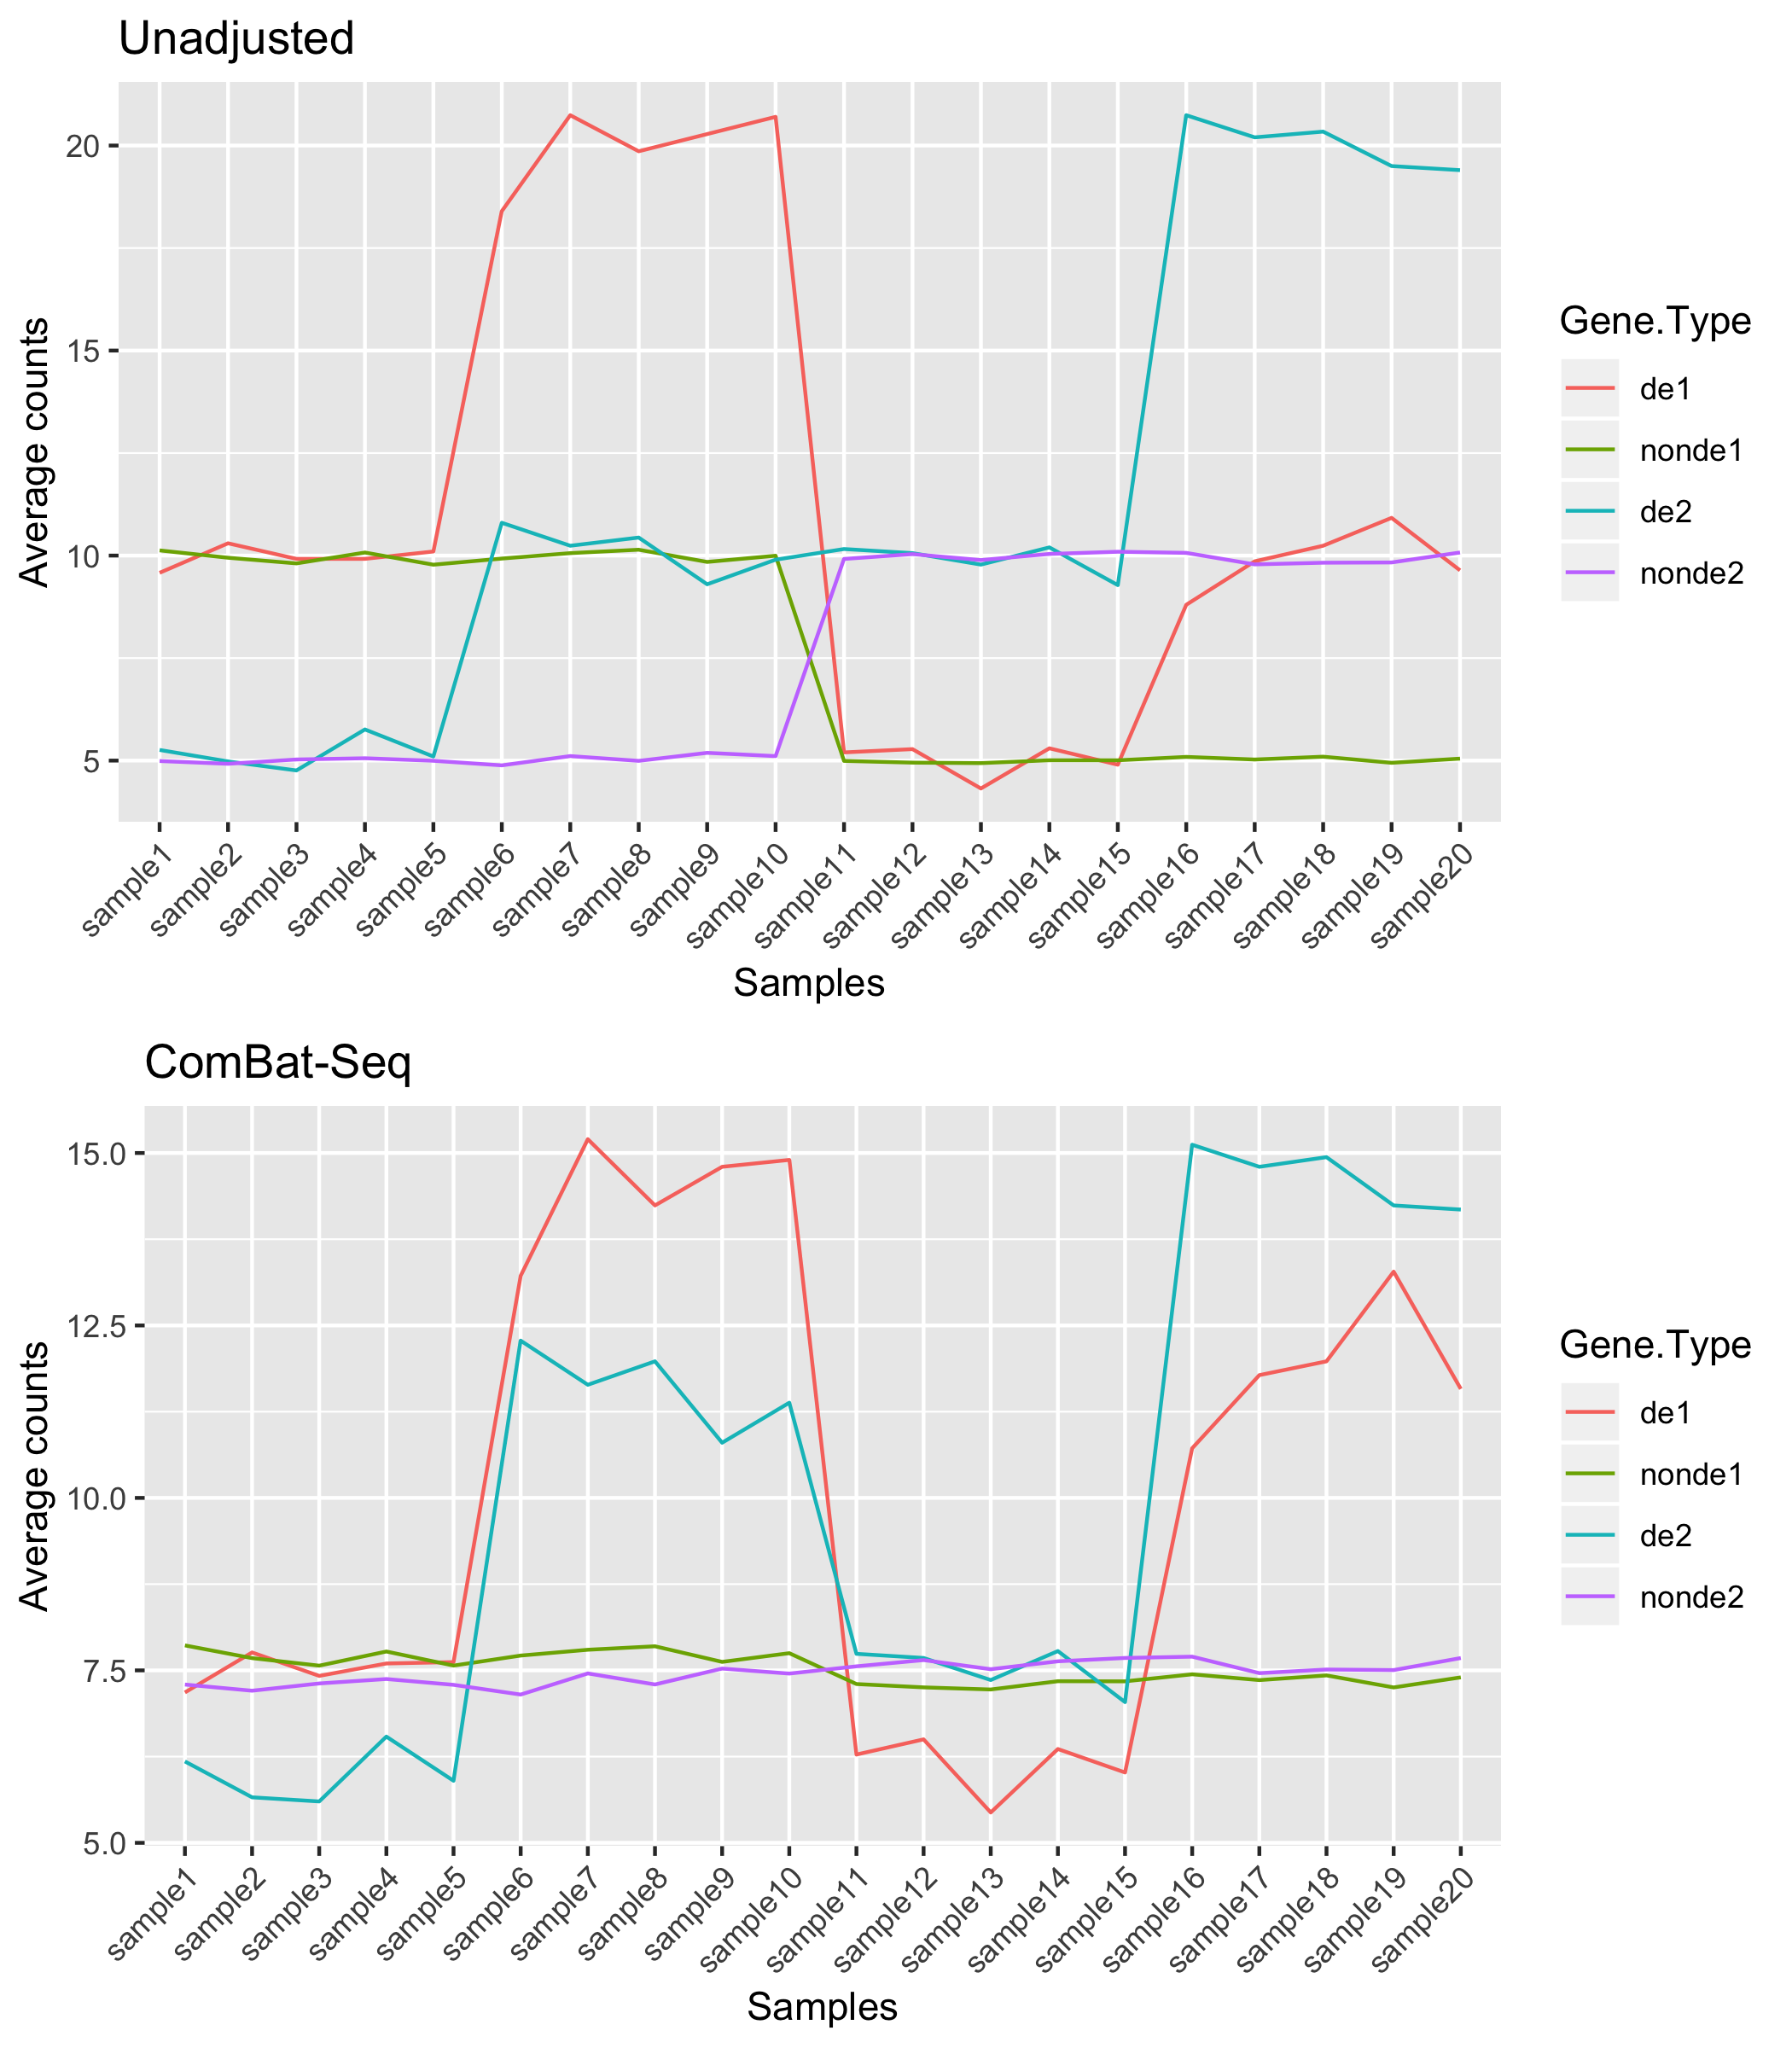 Unadjusted
Average counts
20
15
10
5
sample1 sample2 sample3 sample4 sample5 sample6 sample7 sample8 sample9 sample10 sample11 sample12 sample13 sample14 sample15 sample16 sample17 sample18 sample19 sample20
Samples
Gene.Type
de1
nonde1
de2
nonde2
ComBat-Seq
Average counts
15.0
12.5
10.0
7.5
5.0
sample1 sample2 sample3 sample4 sample5 sample6 sample7 sample8 sample9 sample10 sample11 sample12 sample13 sample14 sample15 sample16 sample17 sample18 sample19 sample20
Samples
Gene.Type
de1
nonde1
de2
nonde2